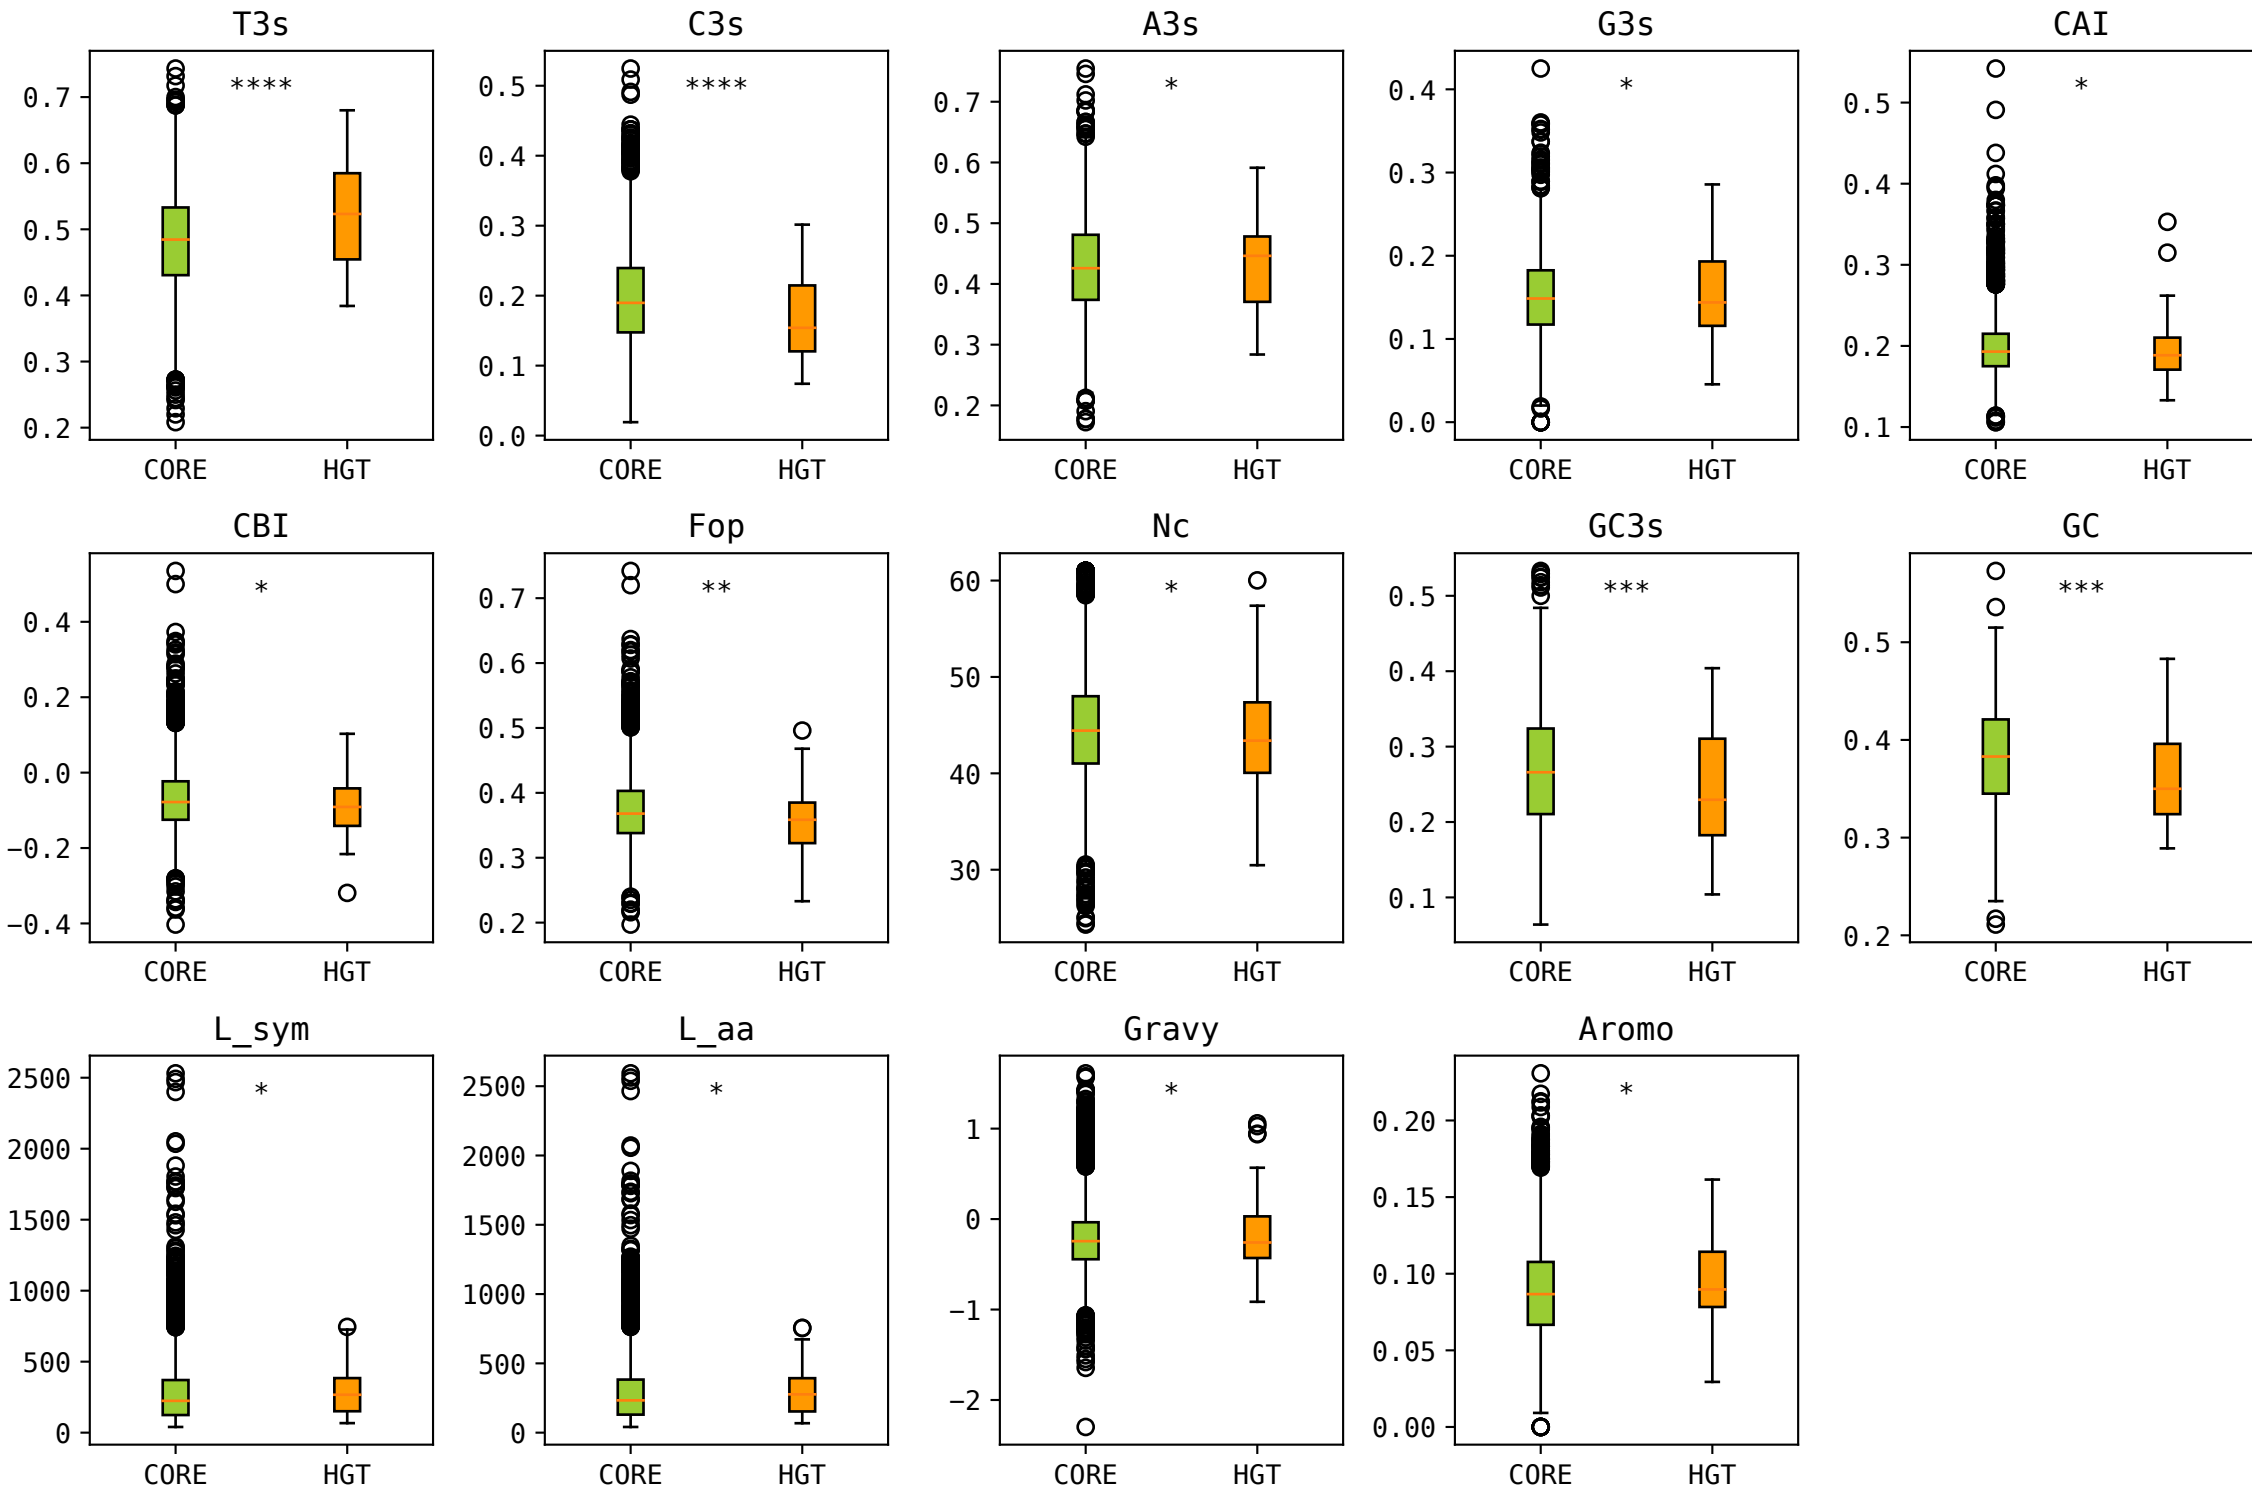 T3s C3s A3s G3s CAI
**** **** * * *
0.7 0.6 0.5 0.4 0.3 0.2
0.5 0.4 0.3 0.2 0.1 0.0
0.7 0.6 0.5 0.4 0.3 0.2
0.4 0.3 0.2 0.1 0.0
0.5 0.4 0.3 0.2 0.1
CORE HGT CORE HGT CORE HGT CORE HGT CORE HGT
CBI Fop Nc GC3s GC
* ** * *** ***
0.4 0.2 0.0 −0.2 −0.4
0.7 0.6 0.5 0.4 0.3 0.2
60 50 40 30
0.5 0.4 0.3 0.2 0.1
0.5 0.4 0.3 0.2
CORE HGT CORE HGT CORE HGT CORE HGT CORE HGT
L_sym L_aa Gravy Aromo
* * * *
2500 2000 1500 1000 500 0
2500 2000 1500 1000 500 0
1 0 −1 −2
0.20 0.15 0.10 0.05 0.00
CORE HGT CORE HGT CORE HGT CORE HGT